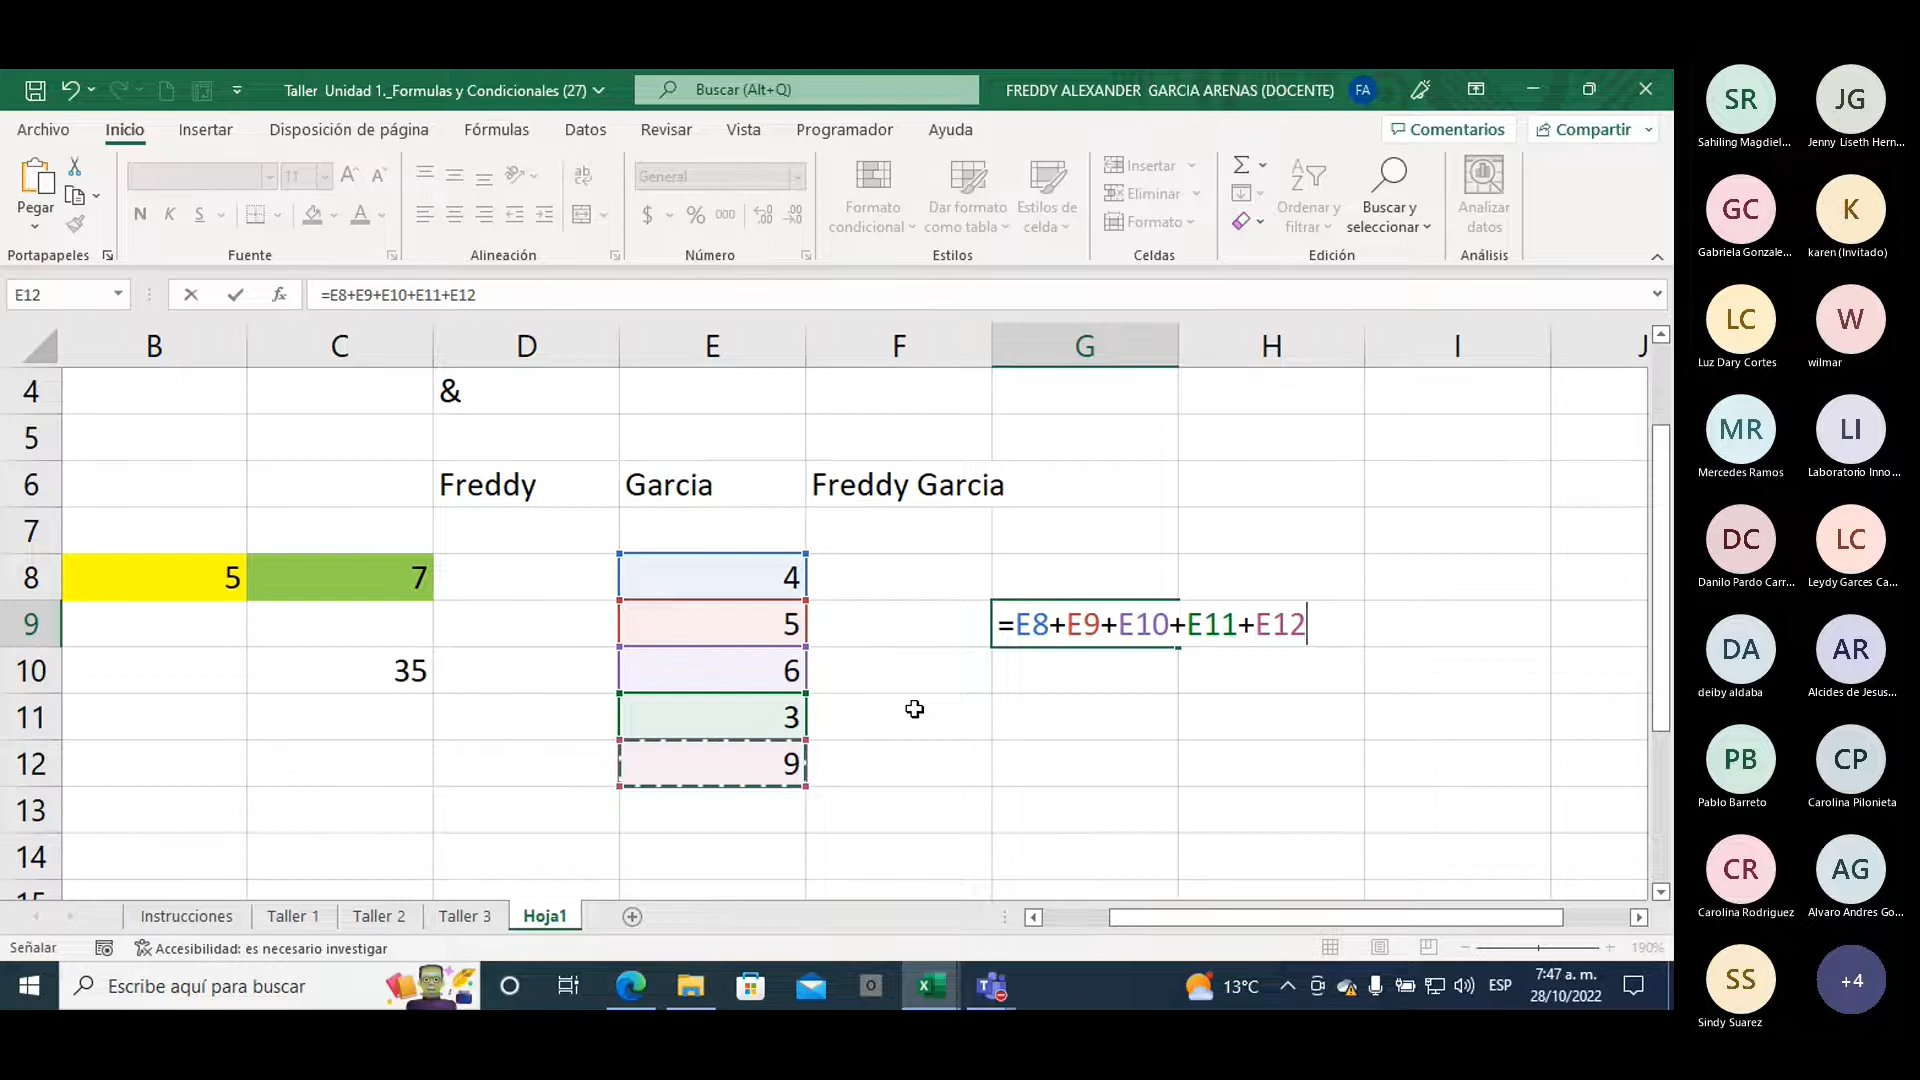 Taller Unidad 1._Formulas y Condicionales (27)
Buscar (Alt+Q)
FREDDY ALEXANDER GARCIA ARENAS (DOCENTE)
FA
Archivo
Inicio
Insertar
Disposición de página
Fórmulas
Datos
Revisar
Vista
Programador
Ayuda
Comentarios
Compartir
Pegar
11
General
N K S
$ % 000
Formato condicional
Dar formato como tabla
Estilos de celda
Insertar
Eliminar
Formato
Ordenar y filtrar
Buscar y seleccionar
Analizar datos
Portapapeles
Fuente
Alineación
Número
Estilos
Celdas
Edición
Análisis
E12
fx
=E8+E9+E10+E11+E12
B C D E F G H I J
4 &
5
6 Freddy Garcia Freddy Garcia
7
8 5 7 4
9 5 =E8+E9+E10+E11+E12
10 35 6
11 3
12 9
13
14
15
Instrucciones
Taller 1
Taller 2
Taller 3
Hoja1
Señalar
Accesibilidad: es necesario investigar
190%
Escribe aquí para buscar
13°C
ESP
7:47 a. m.
28/10/2022
SR
JG
Sahiling Magdiel...
Jenny Liseth Hern...
GC
K
Gabriela Gonzale...
karen (Invitado)
LC
W
Luz Dary Cortes
wilmar
MR
LI
Mercedes Ramos
Laboratorio Inno...
DC
LC
Danilo Pardo Carr...
Leydy Garces Ca...
DA
AR
deiby aldaba
Alcides de Jesus...
PB
CP
Pablo Barreto
Carolina Pilonieta
CR
AG
Carolina Rodriguez
Alvaro Andres Go...
SS
+4
Sindy Suarez